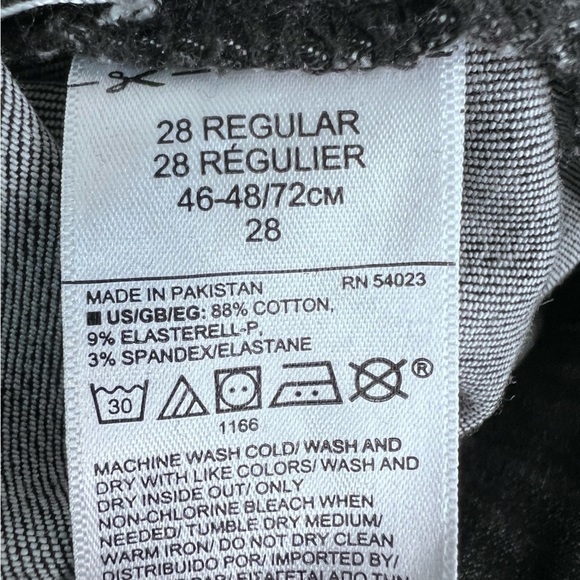 28 REGULAR
28 RÉGULIER
46-48/72CM
28
MADE IN PAKISTAN RN 54023
US/GB/EG: 88% COTTON,
9% ELASTERELL-P,
3% SPANDEX/ELASTANE
30
®
1166
MACHINE WASH COLD/ WASH AND
DRY WITH LIKE COLORS/ WASH AND
DRY INSIDE OUT/ ONLY
NON-CHLORINE BLEACH WHEN
NEEDED/ TUMBLE DRY MEDIUM/
WARM IRON/ DO NOT DRY CLEAN
DISTRIBUIDO POR/ IMPORTED BY/